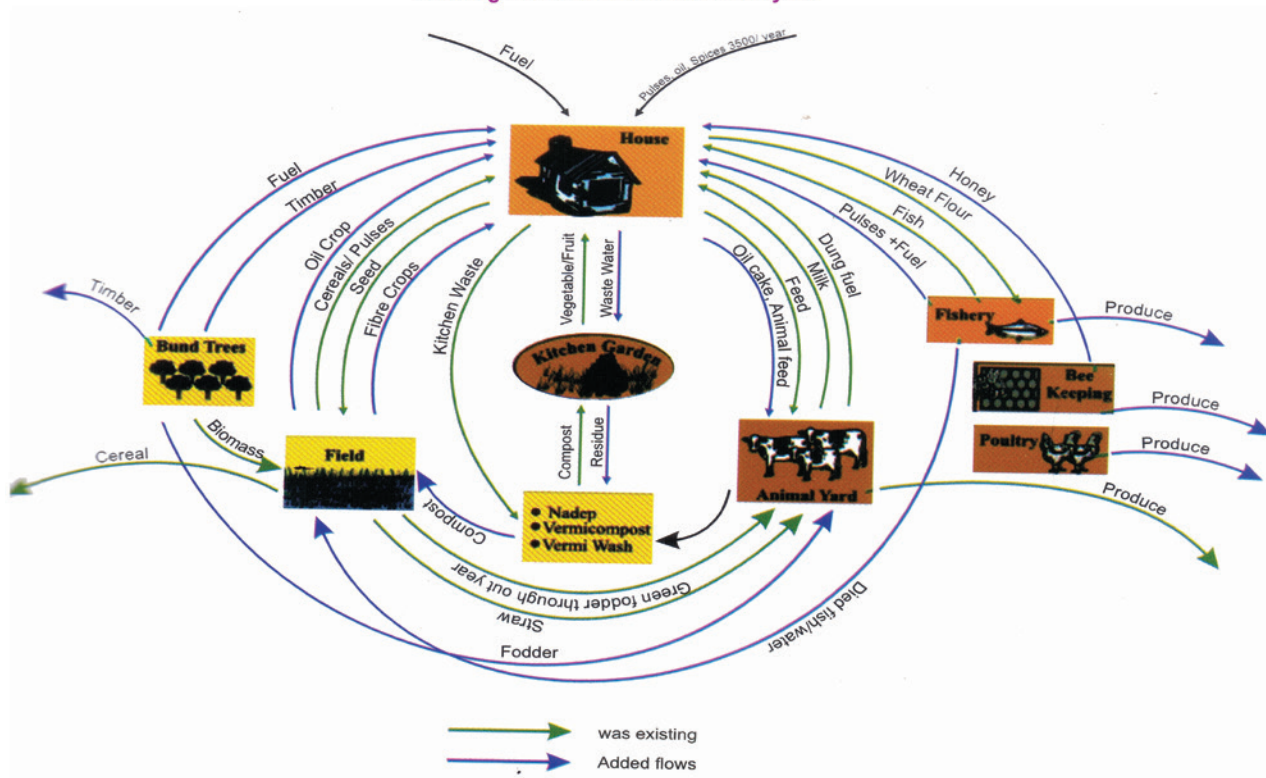 Fuel
Pulses, oil, Spices 3500/ year
House
Fuel
Timber
Oil Crop
Cereals/ Pulses
Seed
Fibre Crops
Kitchen Waste
Vegetable/Fruit
Waste Water
Oil cake, Animal feed
Feed
Milk
Dung fuel
Pulses +Fuel
Fish
Wheat Flour
Honey
Timber
Bund Trees
Kitchen Garden
Fishery
Produce
Bee
Keeping
Produce
Poultry
Produce
Biomass
Cereal
Field
Compost
Residue
Animal Yard
Produce
Compost
Nadep
Vermicompost
Vermi Wash
Green fodder through out year
Straw
Fodder
Died fish/water
was existing
Added flows